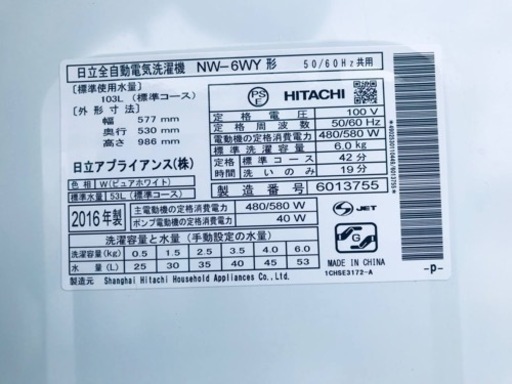 日立全自動電気洗濯機 NW-6WY 形 50/60Hz共用
[標準使用水量]
103L (標準コース)
[外形寸法]
幅 577 mm
奥行 530 mm
高さ 986 mm
日立アプライアンス(株)
色相 W(ピュアホワイト)
標準水量 53L (標準コース)
PS E HITACHI
定格電圧 100 V
定格周波数 50/60 Hz
電動機の定格消費電力 480/580 W
標準洗濯容量 6.0kg
定格時間 標準コース 42分
洗いのみ 19分
製造番号 6013755
2016年製
主電動機の定格消費電力 480/580 W
ポンプ電動機の定格消費電力 40 W
S JET
洗濯容量と水量 (手動設定の水量)
洗濯容量(kg) 0.5 1.5 2.5 3.5 4.0 6.0
水量 (L) 25 30 35 40 45 53
製造元 Shanghai Hitachi Household Appliances Co.,Ltd.
MADE IN CHINA
1CHSE3172-A
-p-